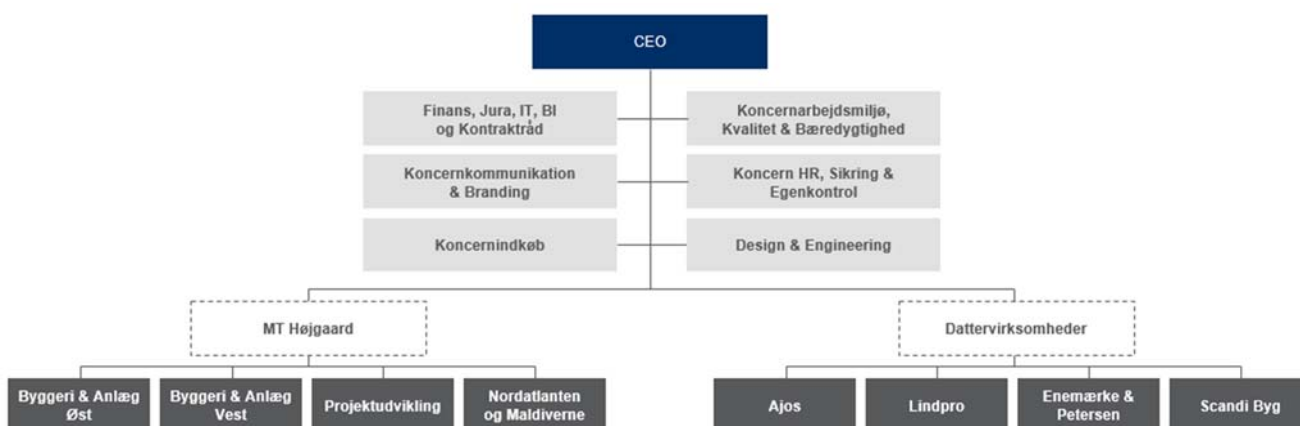 CEO
Finans, Jura, IT, BI
og Kontraktråd
Koncernarbejdsmiljø,
Kvalitet & Bæredygtighed
Koncernkommunikation
& Branding
Koncern HR, Sikring &
Egenkontrol
Koncernindkøb
Design & Engineering
MT Højgaard
Dattervirksomheder
Byggeri & Anlæg
Øst
Byggeri & Anlæg
Vest
Projektudvikling
Nordatlanten
og Maldiverne
Ajos
Lindpro
Enemærke &
Petersen
Scandi Byg